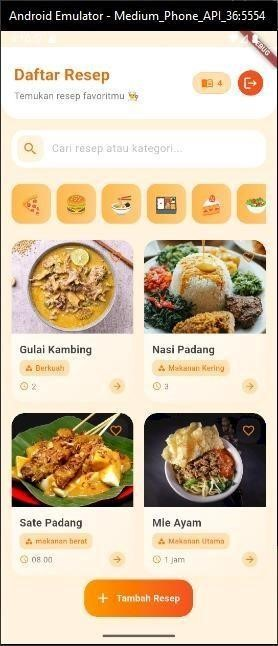 Android Emulator - Medium_Phone_API_36:5554
DEBUG
Daftar Resep
4
Temukan resep favoritmu
Cari resep atau kategori...
Gulai Kambing
Nasi Padang
Berkuah
Makanan Kering
2
3
Sate Padang
Mie Ayam
makanan berat
Makanan Utama
08.00
1 jam
+ Tambah Resep